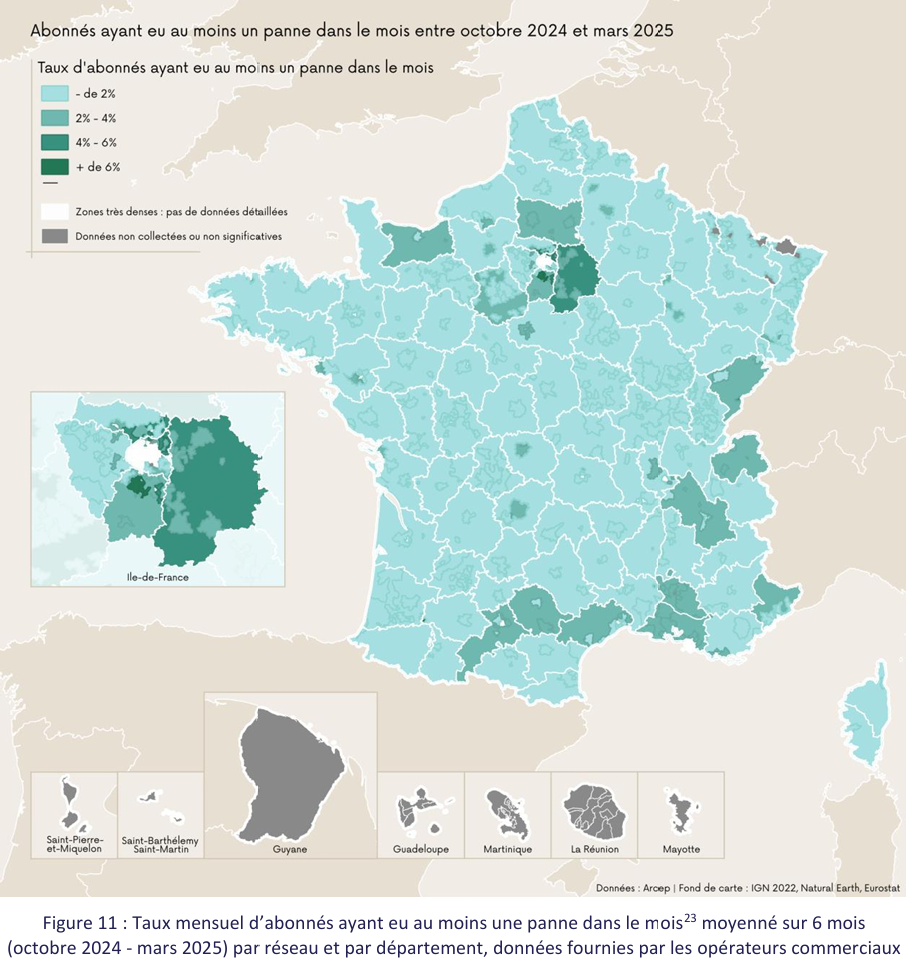 Abonnés ayant eu au moins un panne dans le mois entre octobre 2024 et mars 2025
Taux d'abonnés ayant eu au moins un panne dans le mois
- de 2%
2% - 4%
4% - 6%
+ de 6%
Zones très denses : pas de données détaillées
Données non collectées ou non significatives
Ile-de-France
Saint-Pierre-
et-Miquelon
Saint-Barthélemy
Saint-Martin
Guyane
Guadeloupe
Martinique
La Réunion
Mayotte
Données : Arcep | Fond de carte : IGN 2022, Natural Earth, Eurostat
Figure 11 : Taux mensuel d’abonnés ayant eu au moins une panne dans le mois²³ moyenné sur 6 mois
(octobre 2024 - mars 2025) par réseau et par département, données fournies par les opérateurs commerciaux